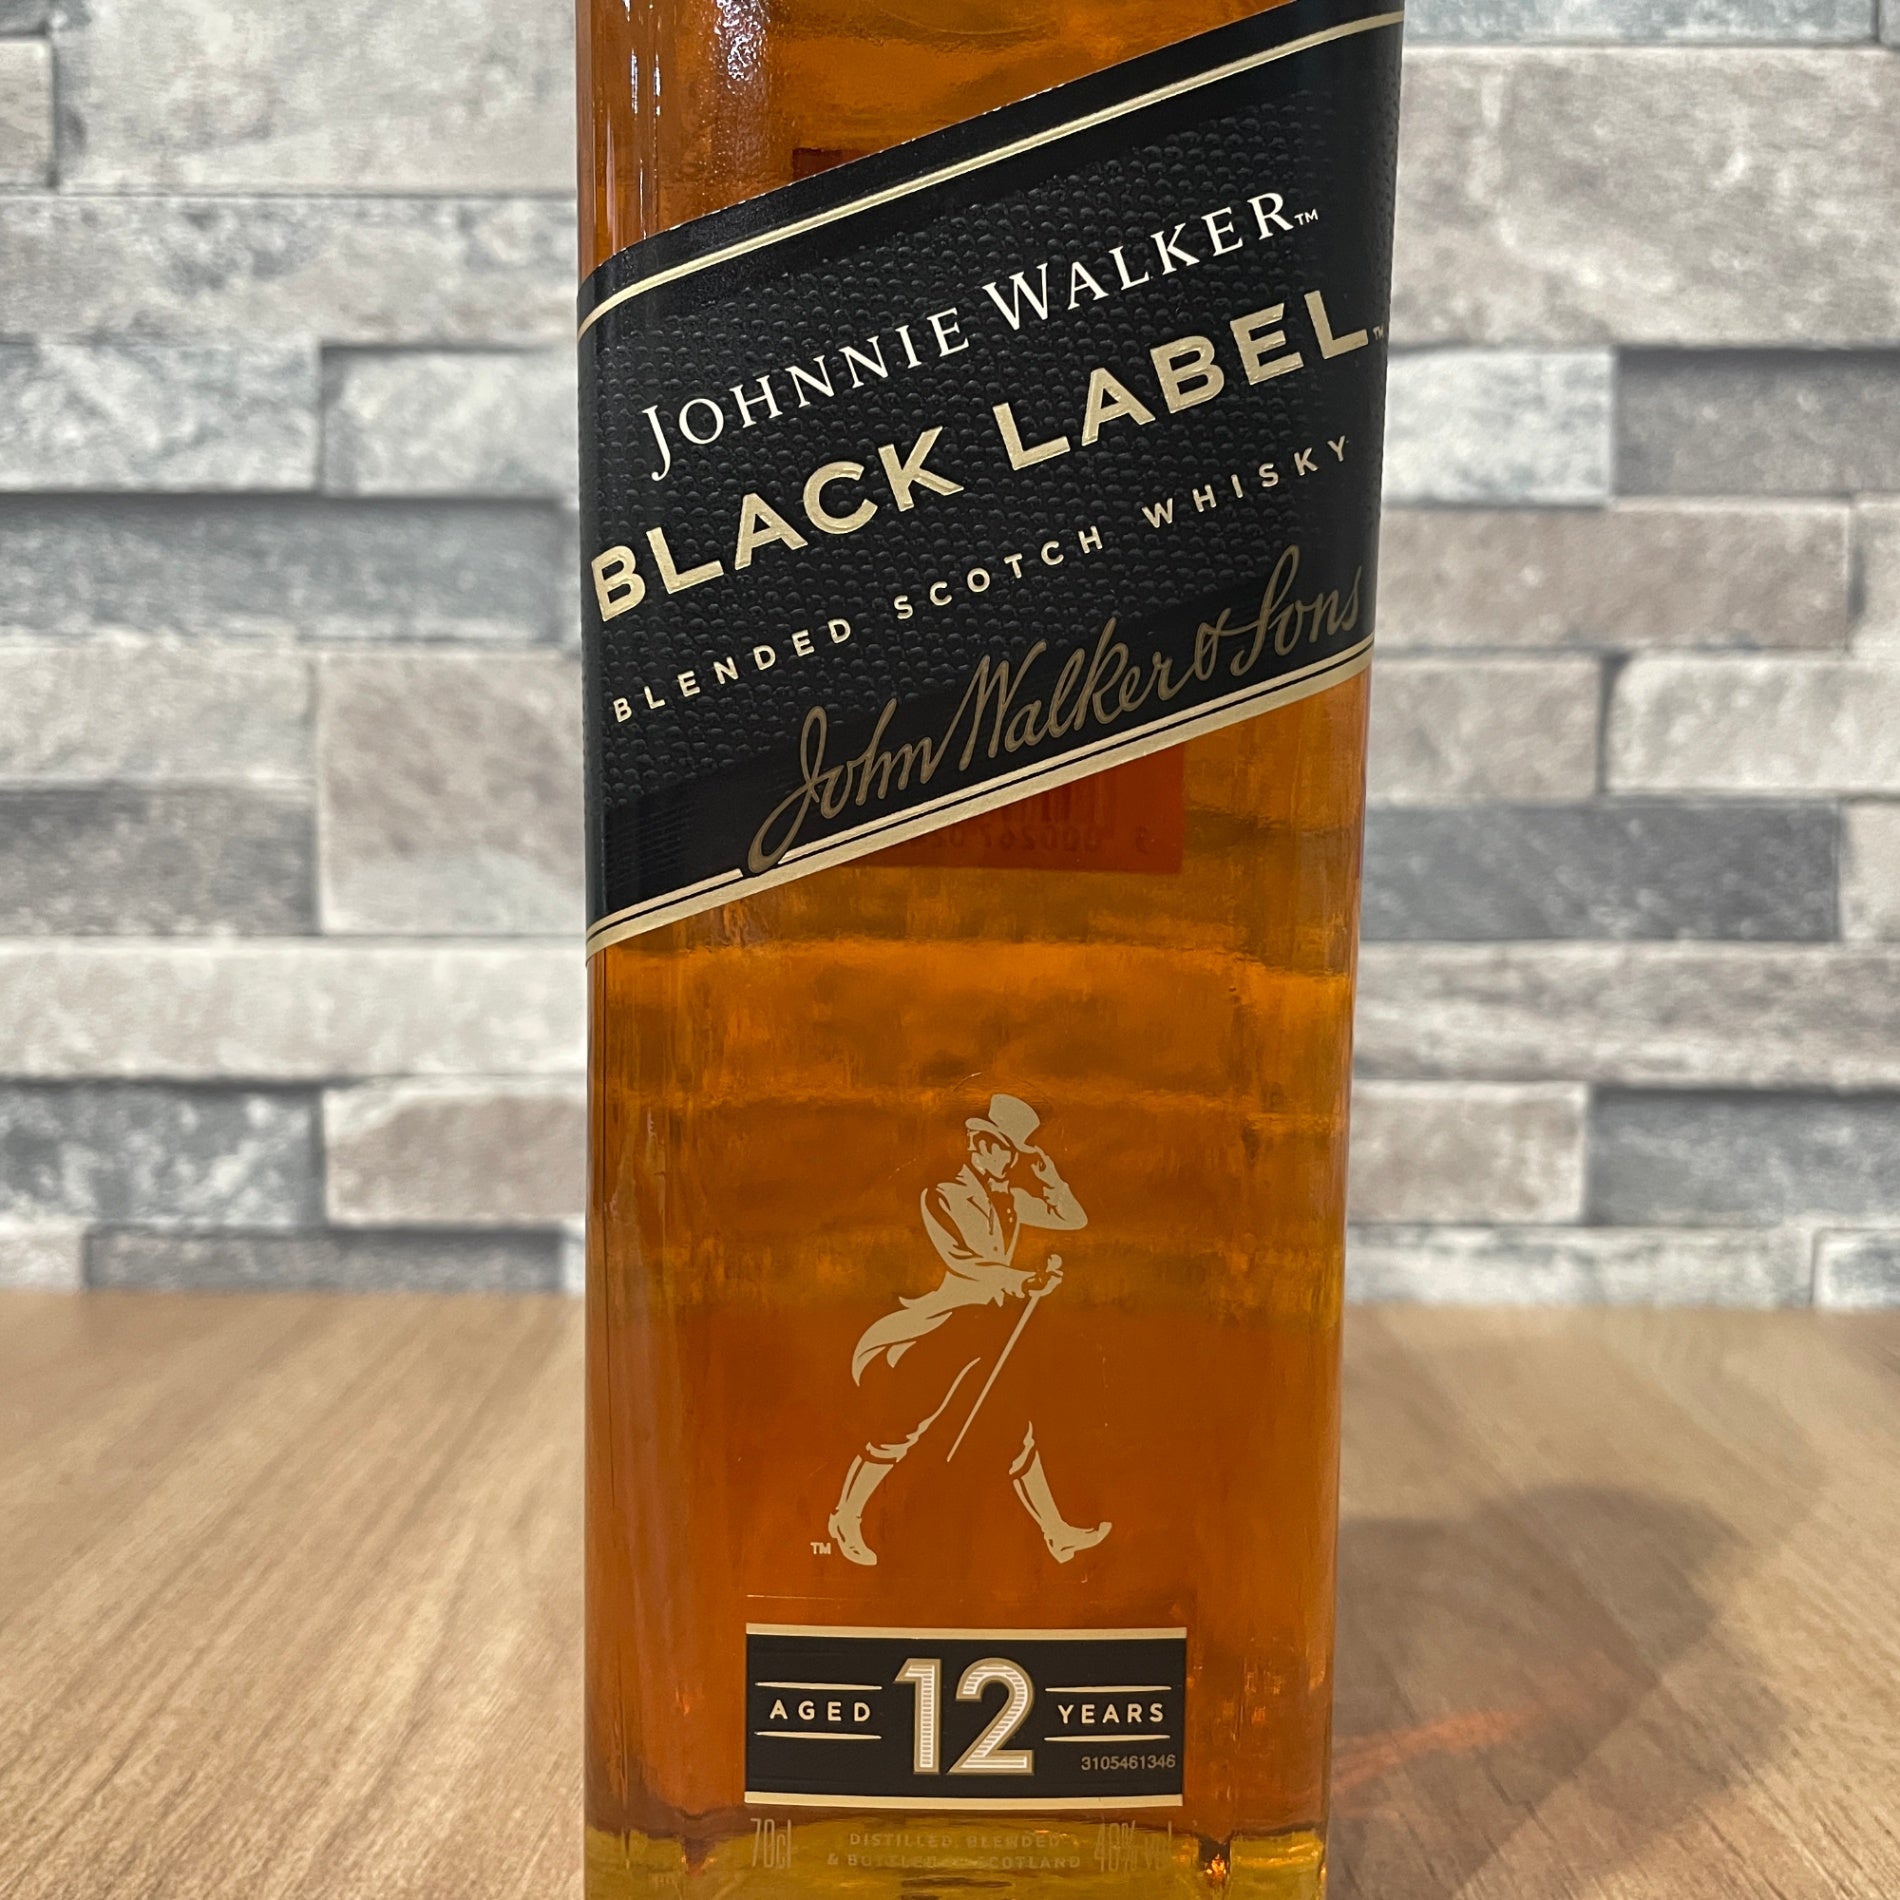 JOHNNIE WALKER™
BLACK LABEL™
BLENDED SCOTCH WHISKY
John Walker & Sons
TM
AGED 12 YEARS
3105461346
70cl
DISTILLED, BLENDED
& BOTTLED SCOTLAND
40% vol